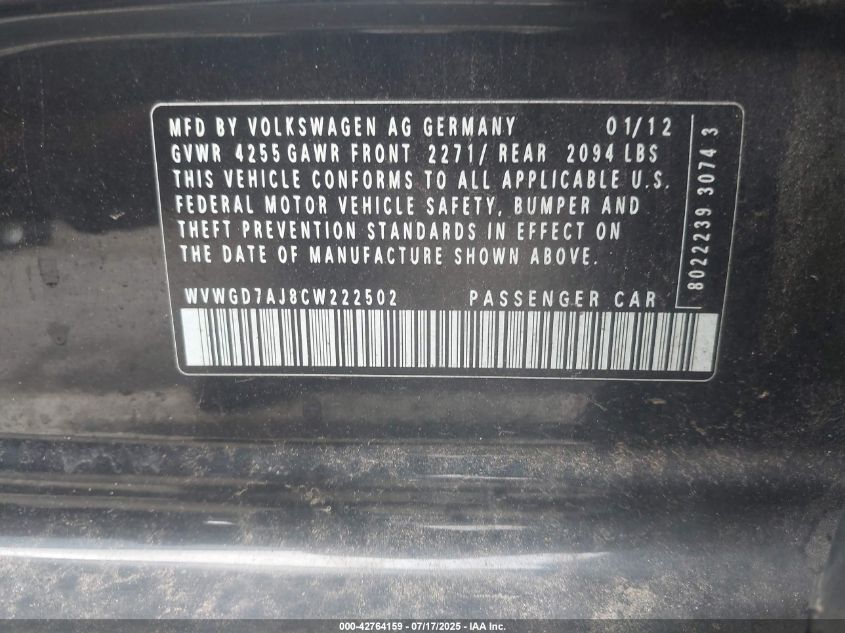 MFD BY VOLKSWAGEN AG GERMANY 01/12
GVWR 4255 GAWR FRONT 2271/ REAR 2094 LBS
THIS VEHICLE CONFORMS TO ALL APPLICABLE U.S.
FEDERAL MOTOR VEHICLE SAFETY, BUMPER AND
THEFT PREVENTION STANDARDS IN EFFECT ON
THE DATE OF MANUFACTURE SHOWN ABOVE.
WVWGD7AJ8CW222502 PASSENGER CAR
8022239 30743
000-42764159 - 07/17/2025 - IAA Inc.